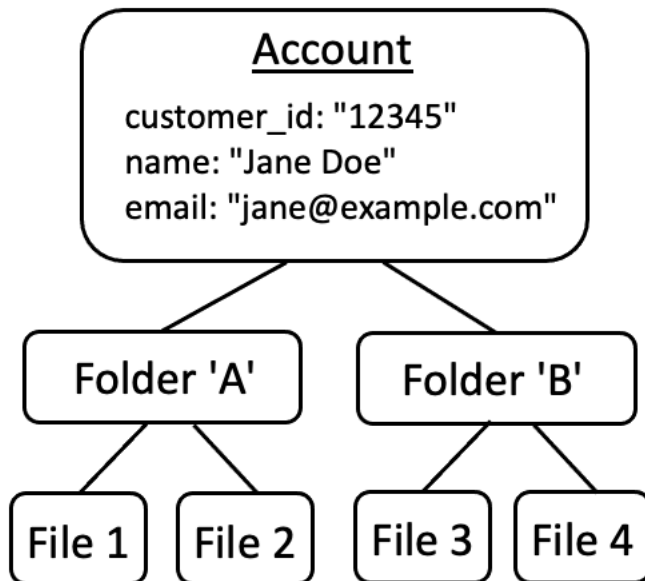 Account
customer_id: "12345"
name: "Jane Doe"
email: "jane@example.com"
Folder 'A'
Folder 'B'
File 1
File 2
File 3
File 4